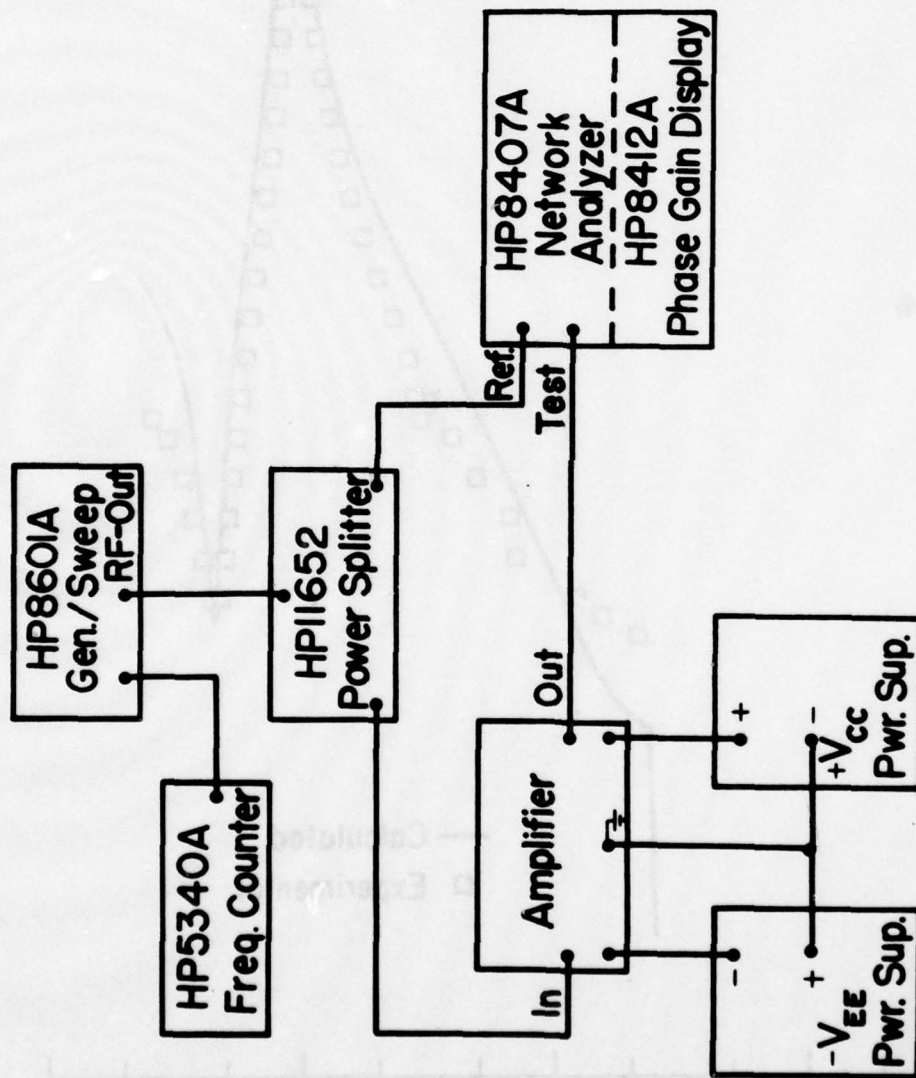 HP8601A
Gen./Sweep
RF-Out
HP5340A
Freq. Counter
HP11652
Power Splitter
Ref.
Test
HP8407A
Network
Analyzer
HP8412A
Phase Gain Display
In
Amplifier
Out
-
+
-VEE
Pwr. Sup.
+
-
+VCC
Pwr. Sup.
Calculated